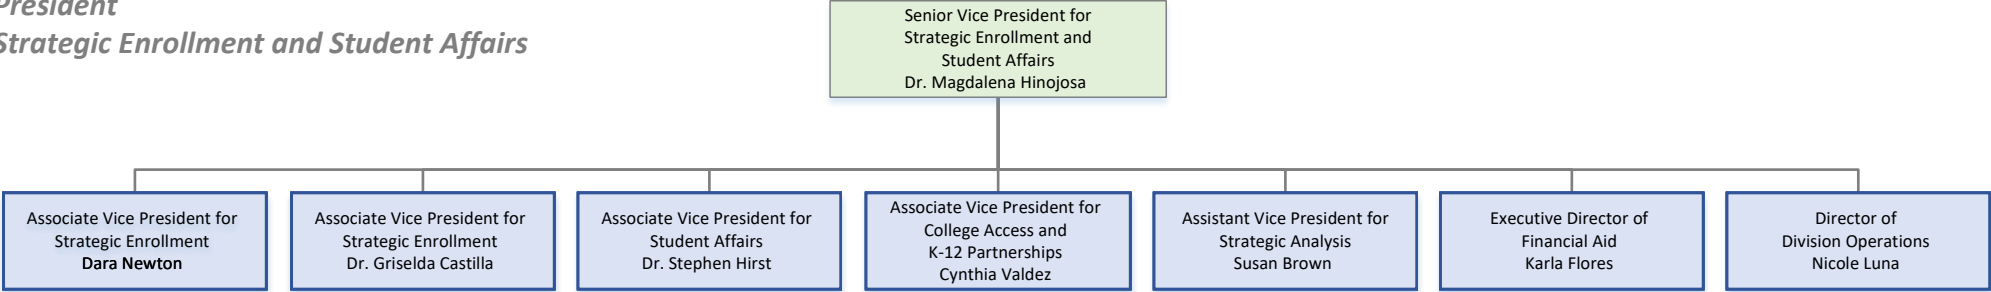 President
Strategic Enrollment and Student Affairs
Senior Vice President for
Strategic Enrollment and
Student Affairs
Dr. Magdalena Hinojosa
Associate Vice President for
Strategic Enrollment
Dara Newton
Associate Vice President for
Strategic Enrollment
Dr. Griselda Castilla
Associate Vice President for
Student Affairs
Dr. Stephen Hirst
Associate Vice President for
College Access and
K-12 Partnerships
Cynthia Valdez
Assistant Vice President for
Strategic Analysis
Susan Brown
Executive Director of
Financial Aid
Karla Flores
Director of
Division Operations
Nicole Luna